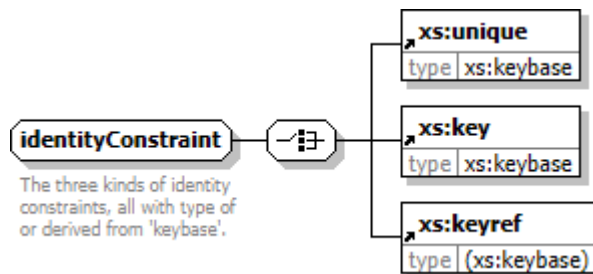 xs:unique
type xs:keybase
identityConstraint
The three kinds of identity
constraints, all with type of
or derived from 'keybase'.
xs:key
type xs:keybase
xs:keyref
type (xs:keybase)